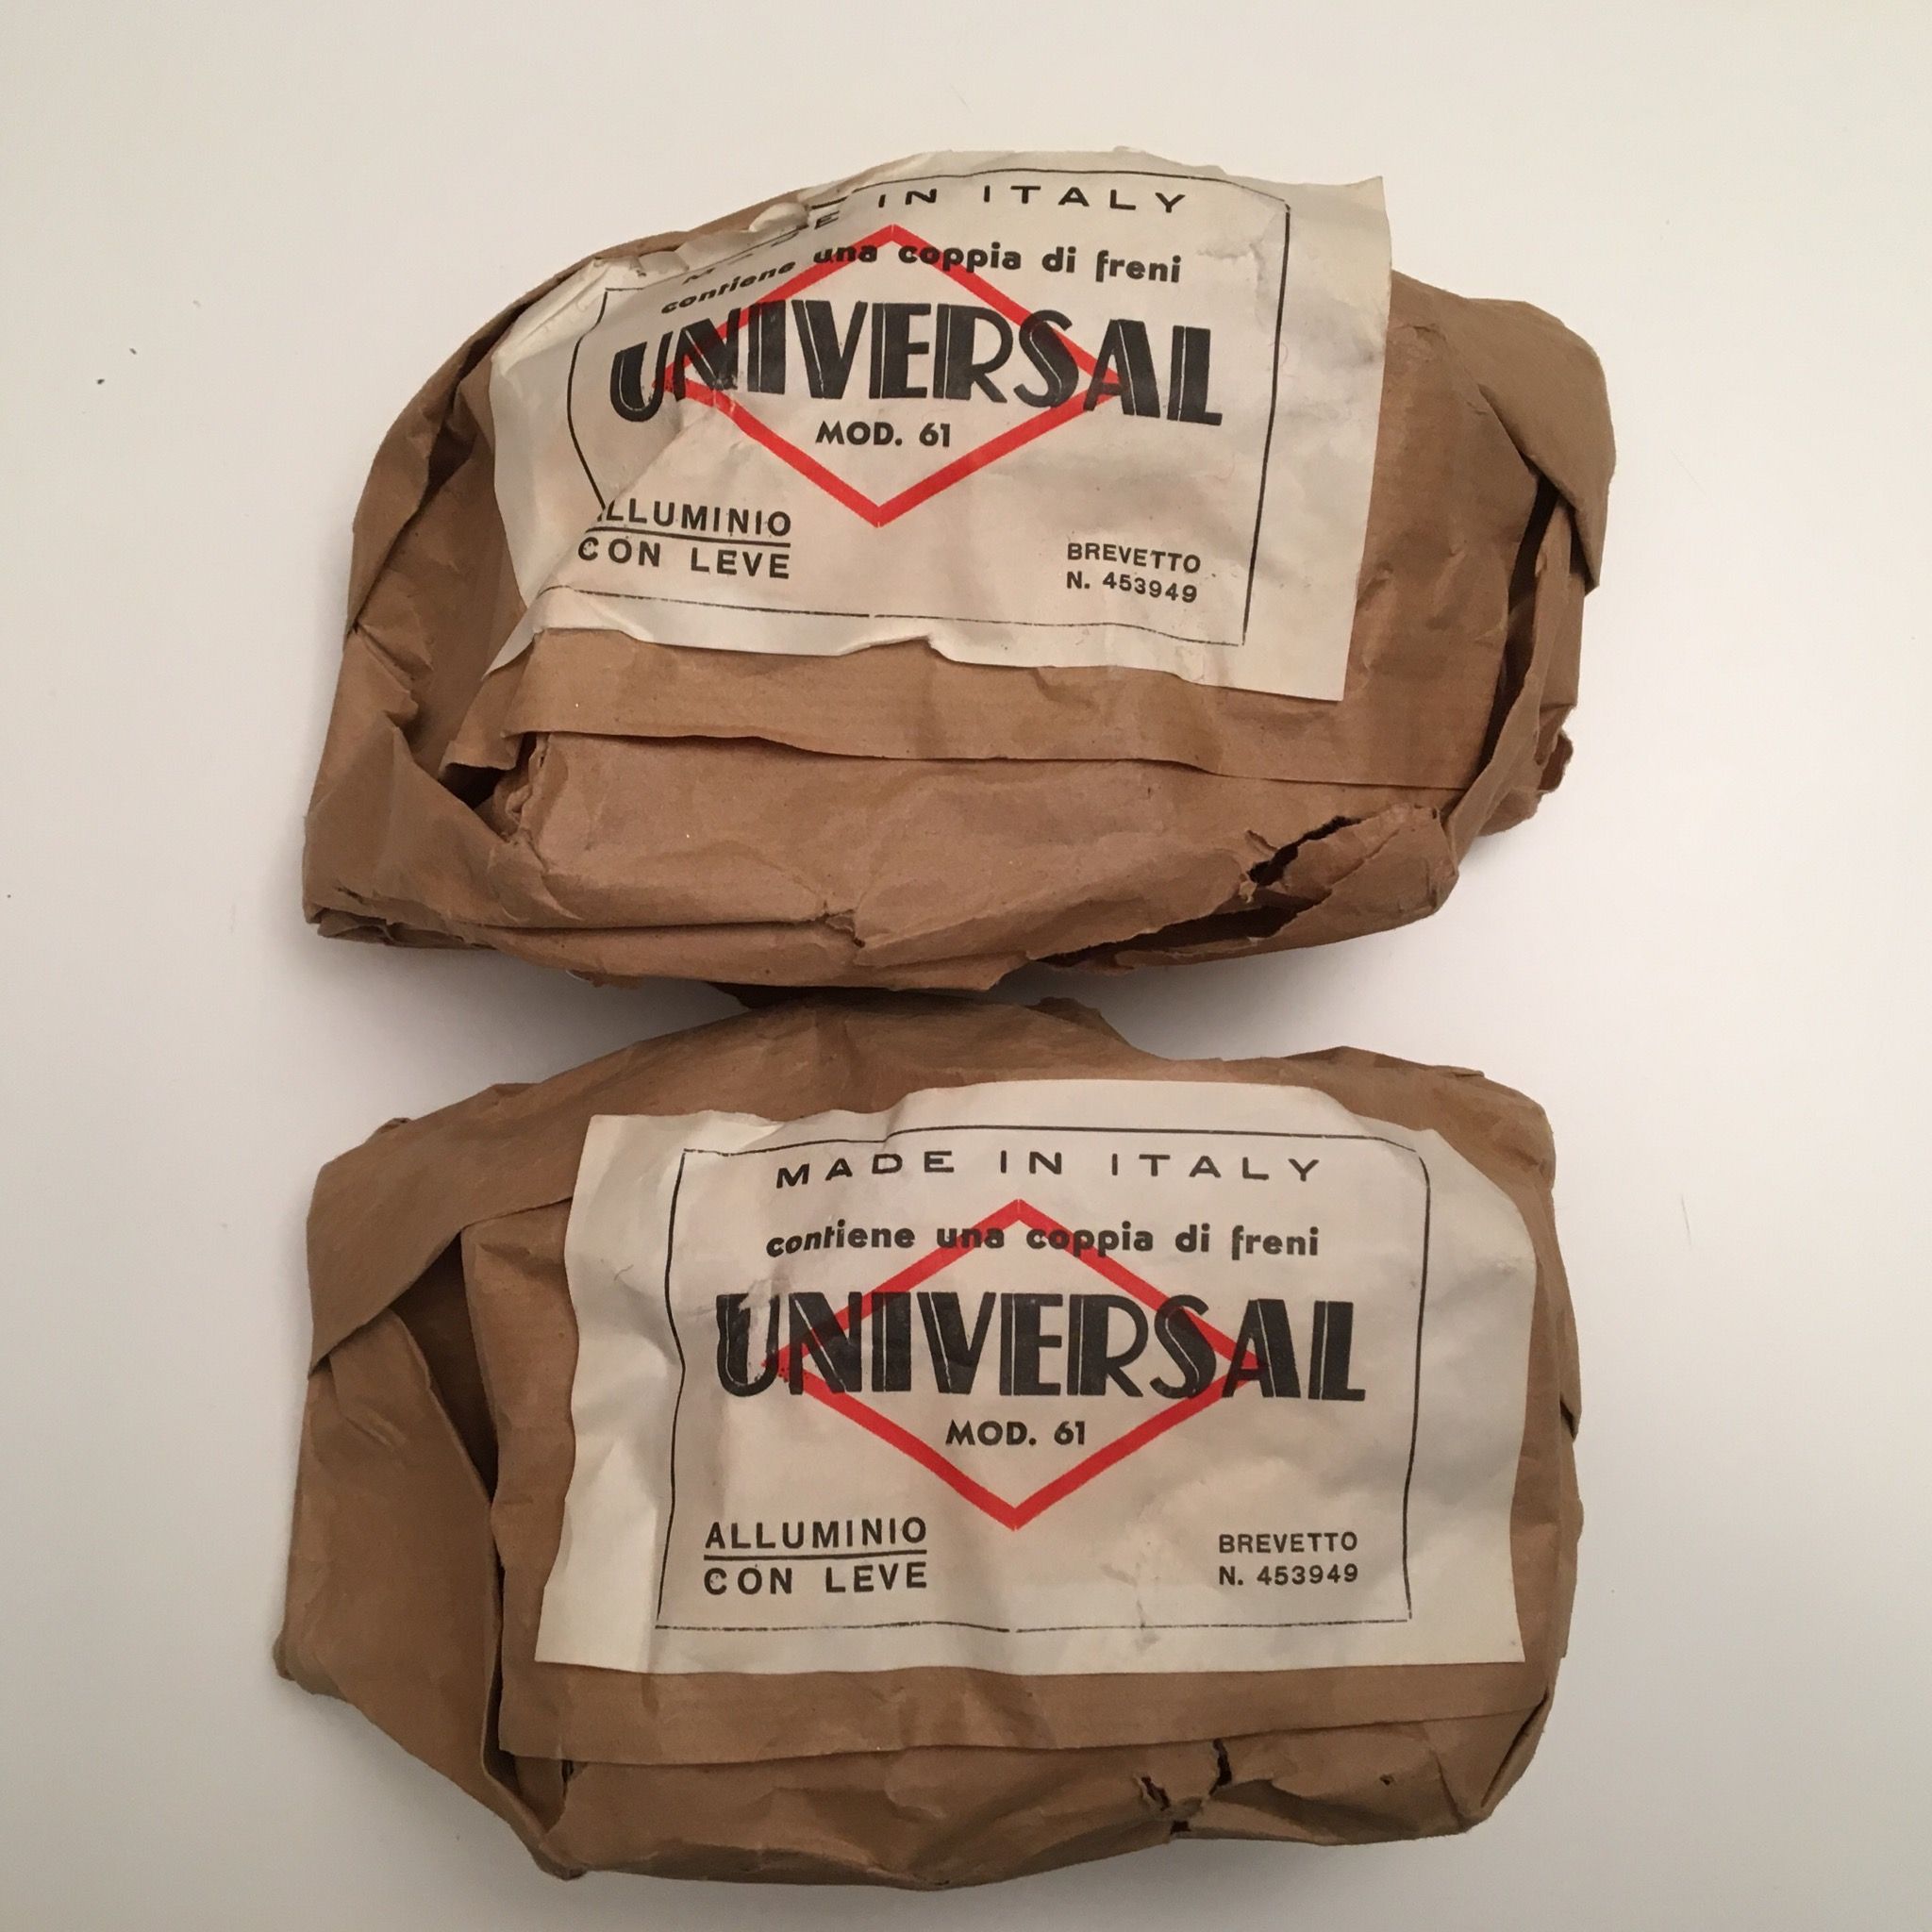 IN ITALY
contiene una coppia di freni
UNIVERSAL
MOD. 61
ALLUMINIO
CON LEVE
BREVETTO
N. 453949
MADE IN ITALY
contiene una coppia di freni
UNIVERSAL
MOD. 61
ALLUMINIO
CON LEVE
BREVETTO
N. 453949